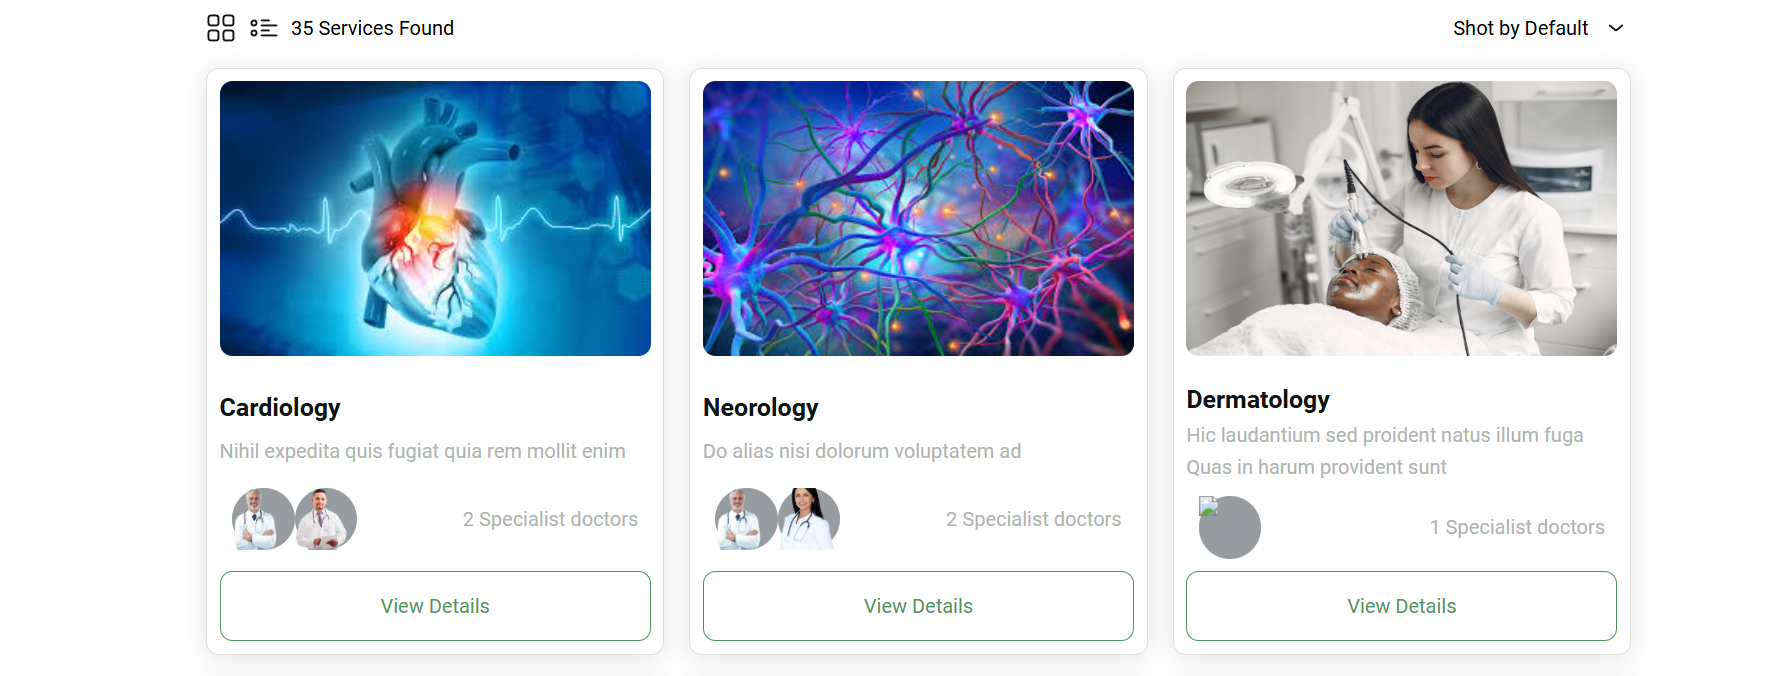 35 Services Found
Shot by Default
Cardiology
Nihil expedita quis fugiat quia rem mollit enim
2 Specialist doctors
View Details
Neorology
Do alias nisi dolorum voluptatem ad
2 Specialist doctors
View Details
Dermatology
Hic laudantium sed proident natus illum fuga
Quas in harum provident sunt
1 Specialist doctors
View Details